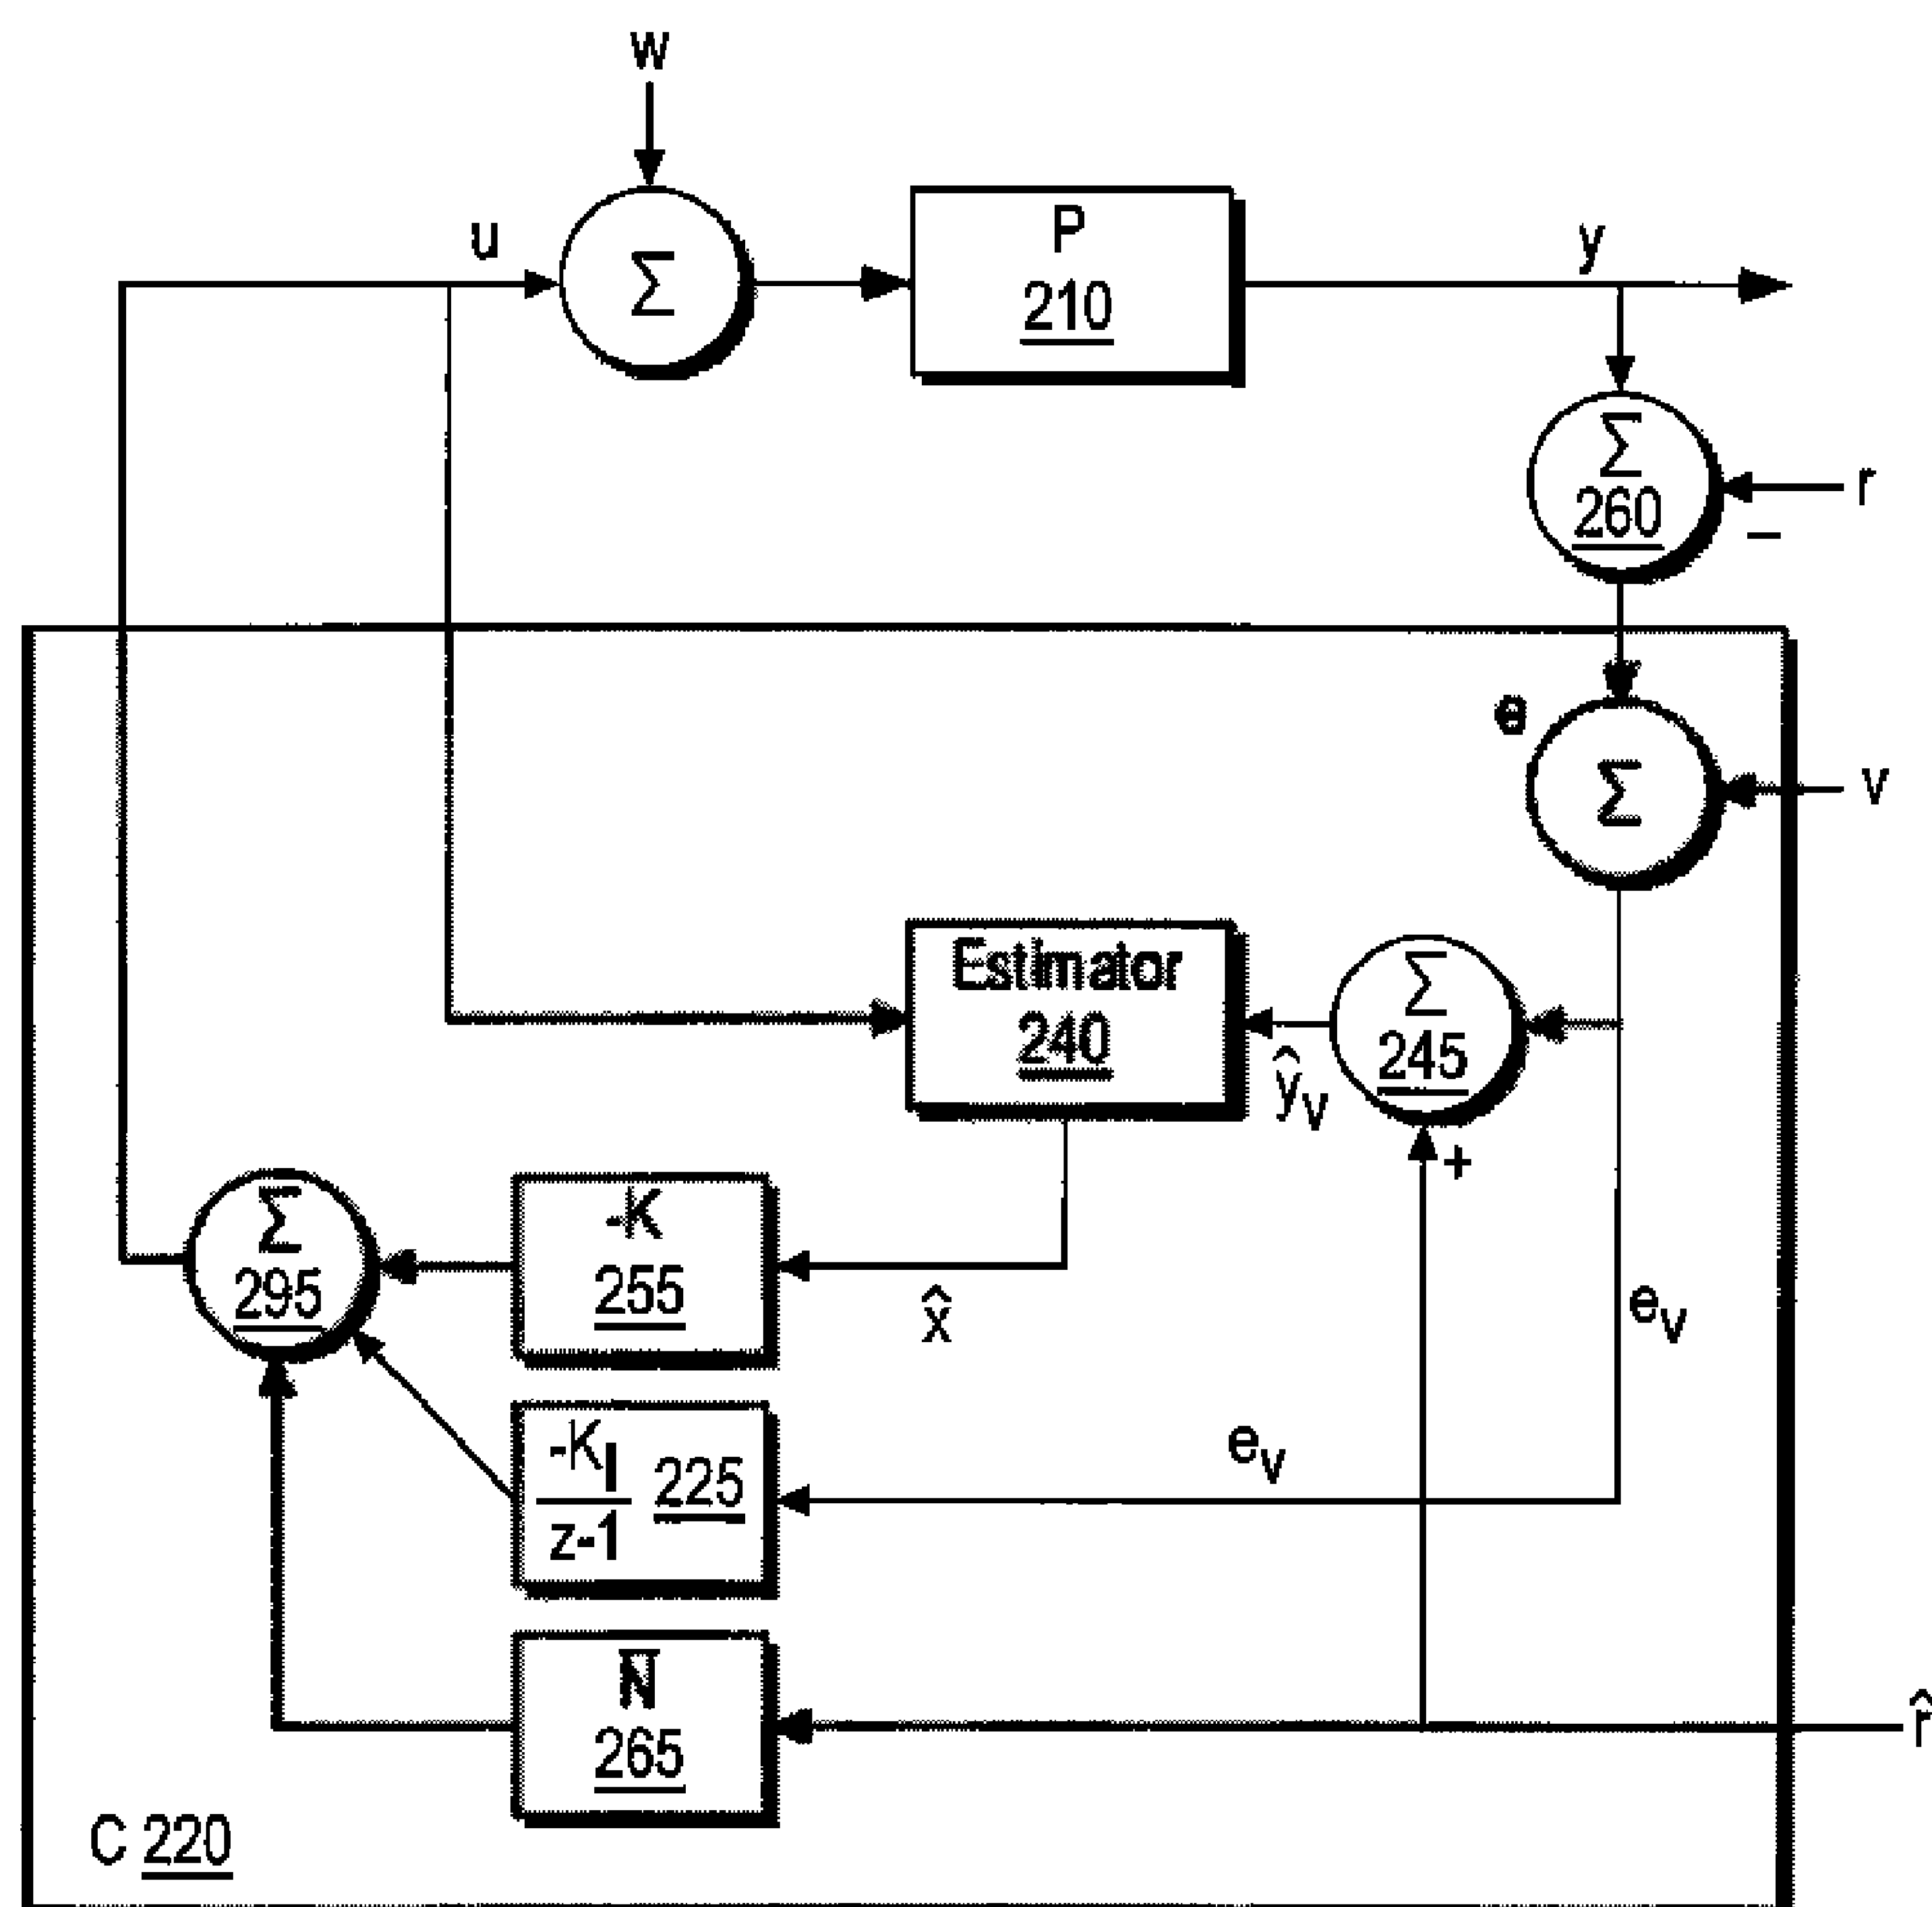 w
u
Σ
P
210
y
Σ
260
r
–
e
Σ
v
Estimator
240
Σ
245
ŷv
+
Σ
295
-K
255
x̂
ev
-KI
z-1
225
ev
N̅
265
r̂
C 220